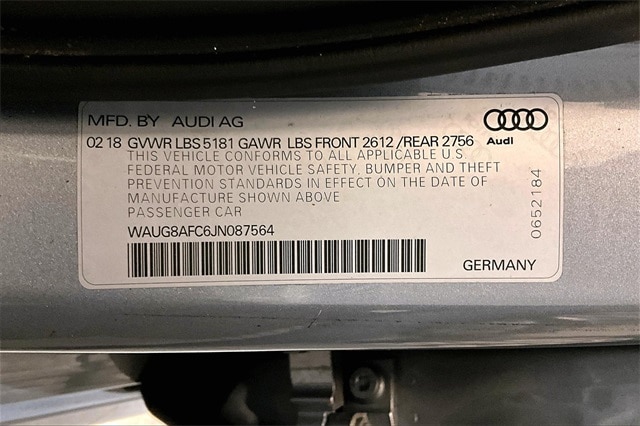 MFD. BY AUDI AG
Audi
02 18 GVWR LBS 5181 GAWR LBS FRONT 2612 /REAR 2756
THIS VEHICLE CONFORMS TO ALL APPLICABLE U.S
FEDERAL MOTOR VEHICLE SAFETY, BUMPER AND THEFT
PREVENTION STANDARDS IN EFFECT ON THE DATE OF
MANUFACTURE SHOWN ABOVE
PASSENGER CAR
WAUG8AFC6JN087564
GERMANY
0652184